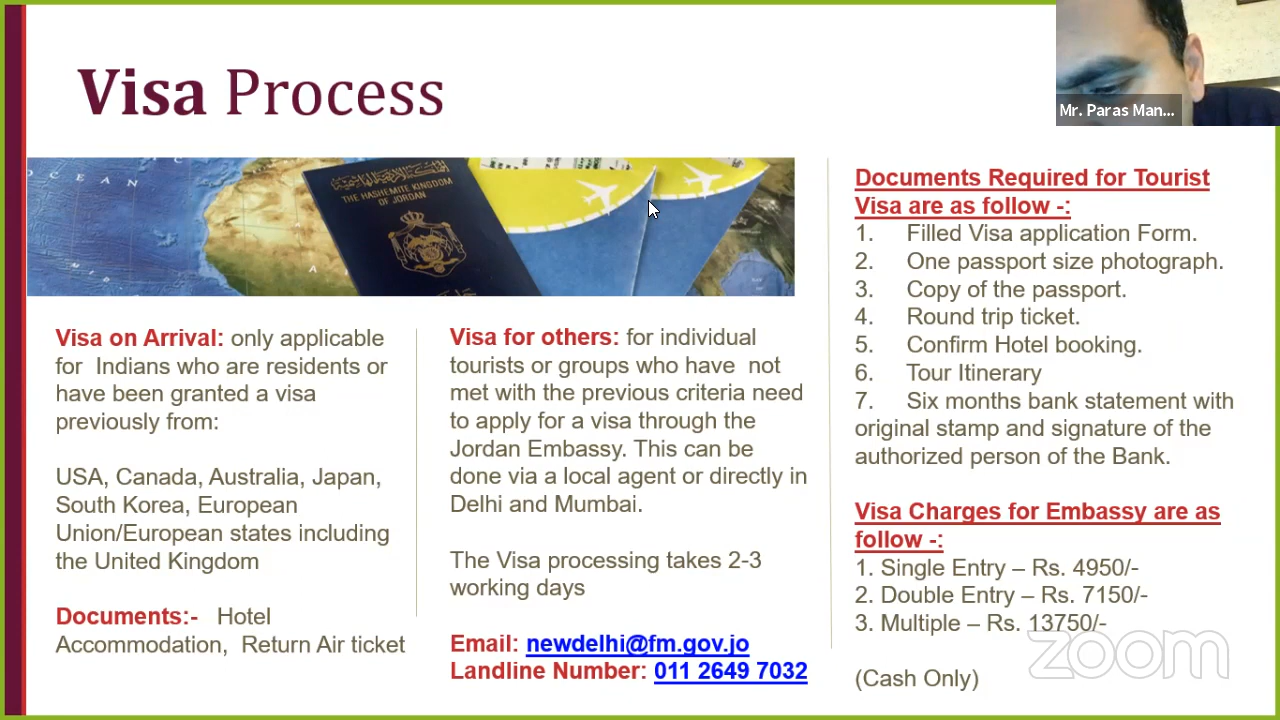 Visa Process
Mr. Paras Man...
OCEAN
THE HASHEMITE KINGDOM
OF JORDAN
Visa on Arrival: only applicable
for Indians who are residents or
have been granted a visa
previously from:
USA, Canada, Australia, Japan,
South Korea, European
Union/European states including
the United Kingdom
Documents:- Hotel
Accommodation, Return Air ticket
Visa for others: for individual
tourists or groups who have not
met with the previous criteria need
to apply for a visa through the
Jordan Embassy. This can be
done via a local agent or directly in
Delhi and Mumbai.
The Visa processing takes 2-3
working days
Email: newdelhi@fm.gov.jo
Landline Number: 011 2649 7032
Documents Required for Tourist
Visa are as follow -:
1. Filled Visa application Form.
2. One passport size photograph.
3. Copy of the passport.
4. Round trip ticket.
5. Confirm Hotel booking.
6. Tour Itinerary
7. Six months bank statement with
original stamp and signature of the
authorized person of the Bank.
Visa Charges for Embassy are as
follow -:
1. Single Entry – Rs. 4950/-
2. Double Entry – Rs. 7150/-
3. Multiple – Rs. 13750/-
(Cash Only)
zoom